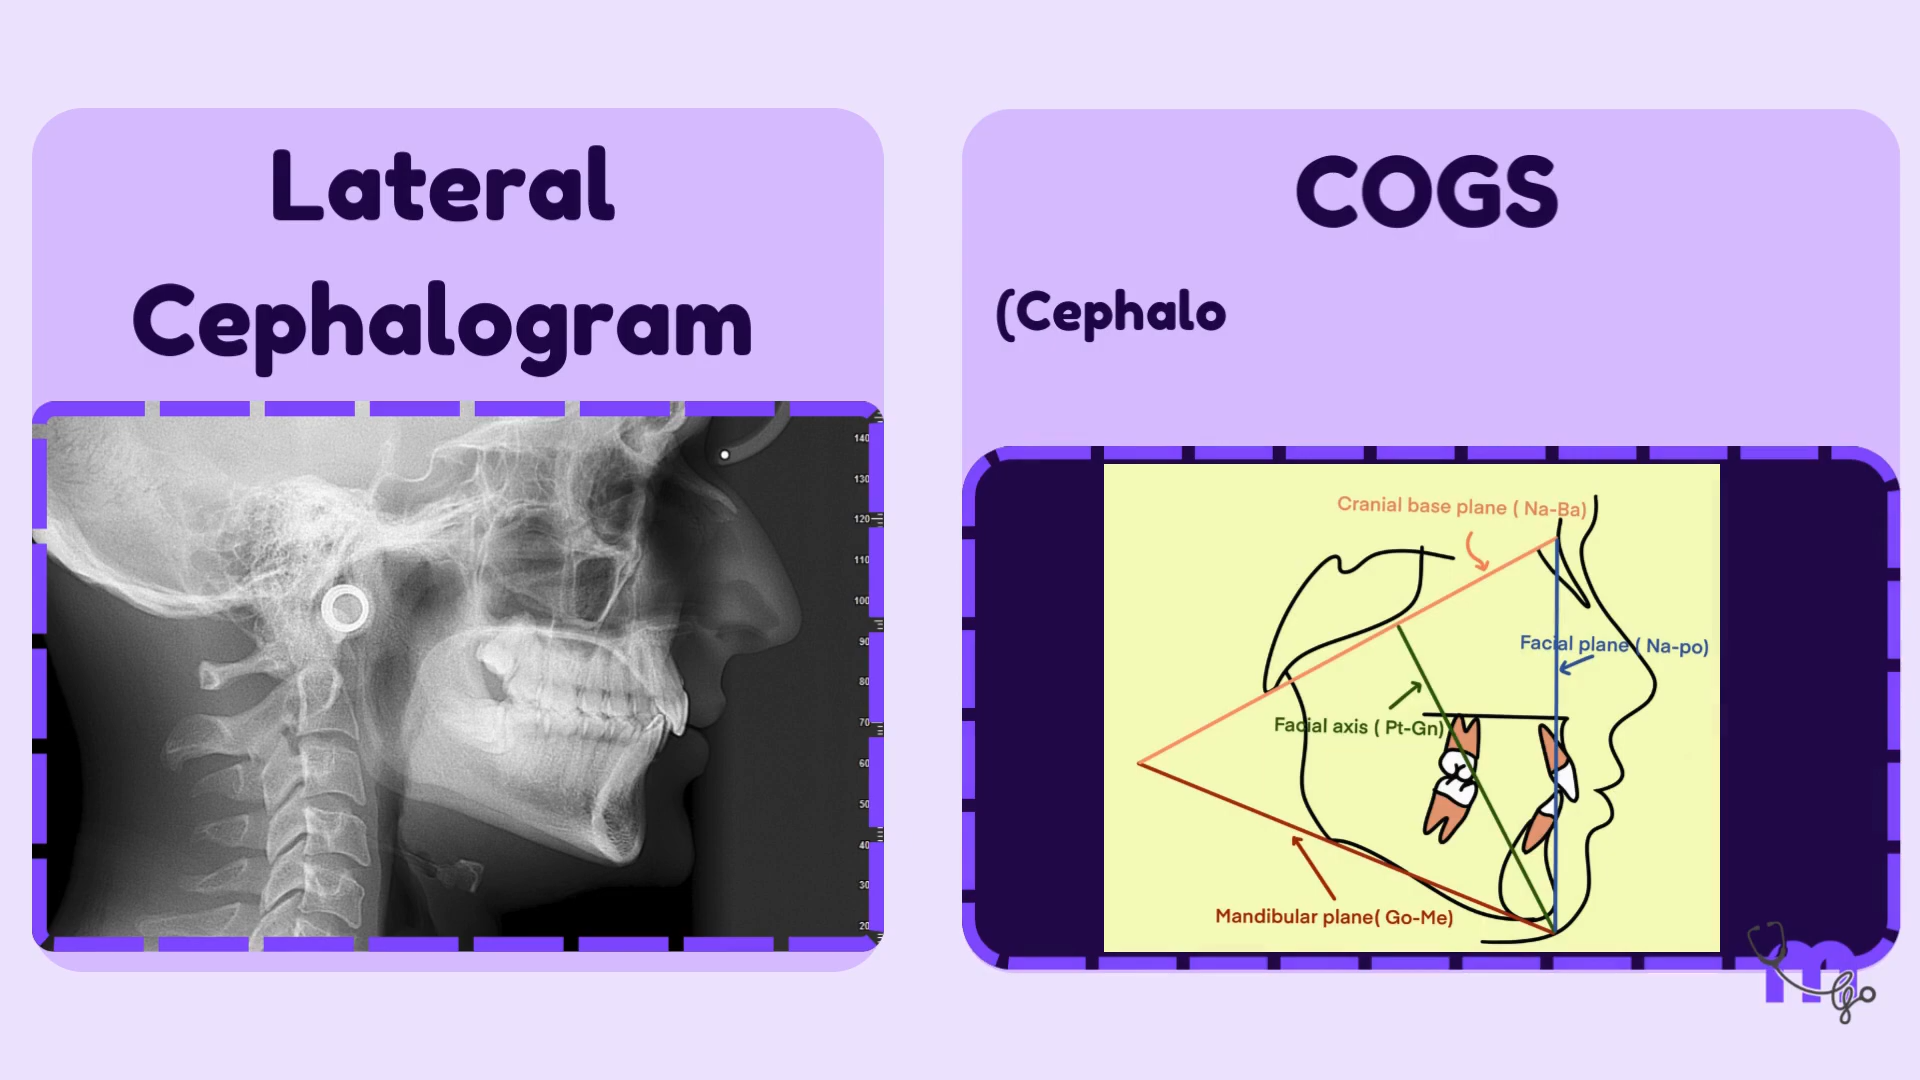 Lateral
Cephalogram
140
130
120
110
100
90
80
70
60
50
40
30
20
COGS
(Cephalo
Cranial base plane ( Na-Ba)
Facial plane ( Na-po)
Facial axis ( Pt-Gn)
Mandibular plane( Go-Me)
m
Go